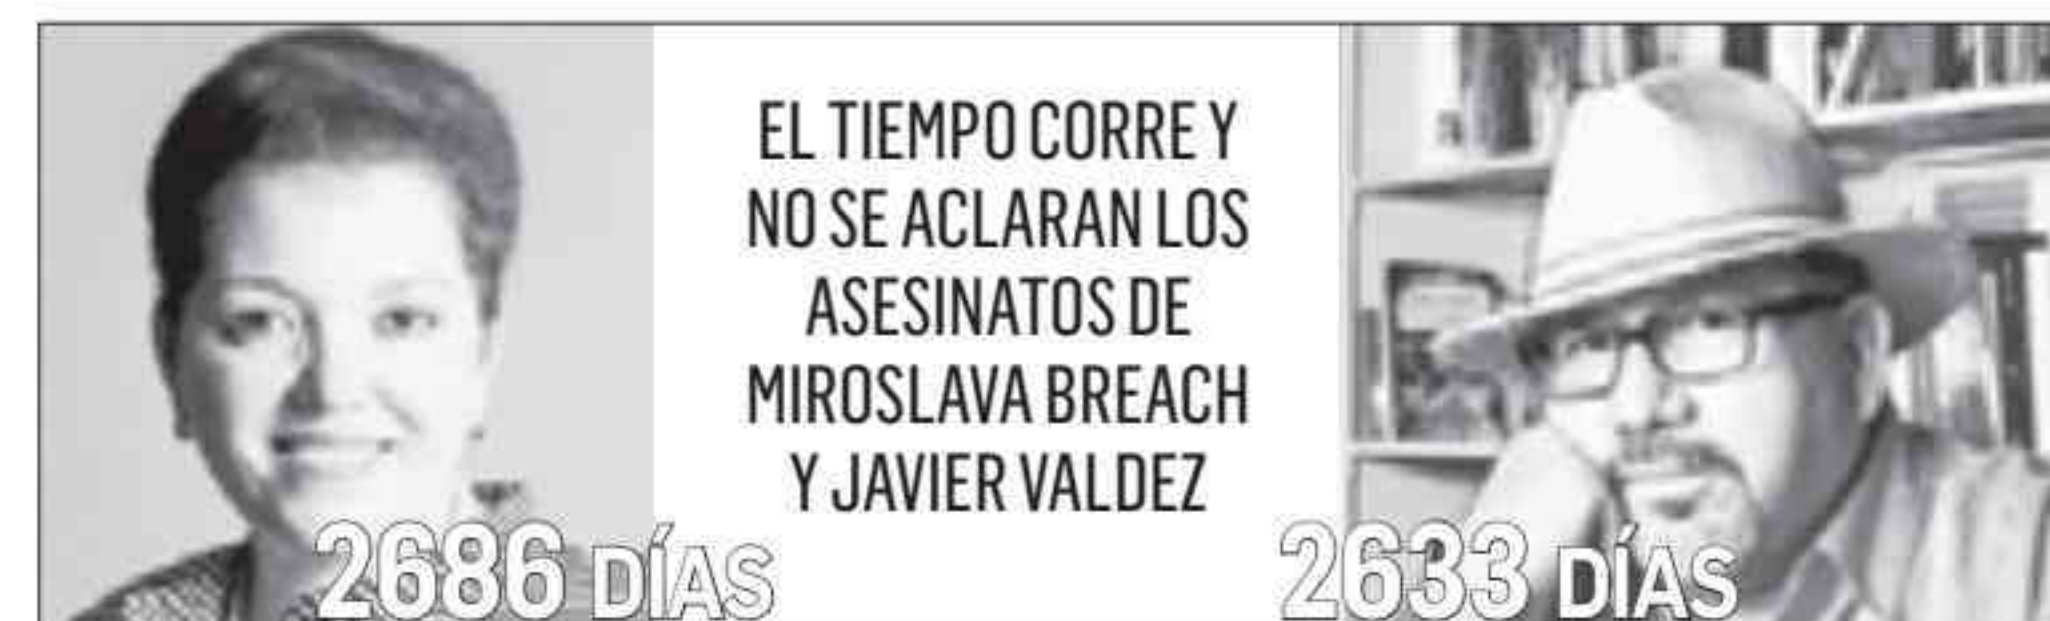 EL TIEMPO CORRE Y
NO SE ACLARAN LOS
ASESINATOS DE
MIROSLAVA BREACH
Y JAVIER VALDEZ
2686 DÍAS
2633 DÍAS